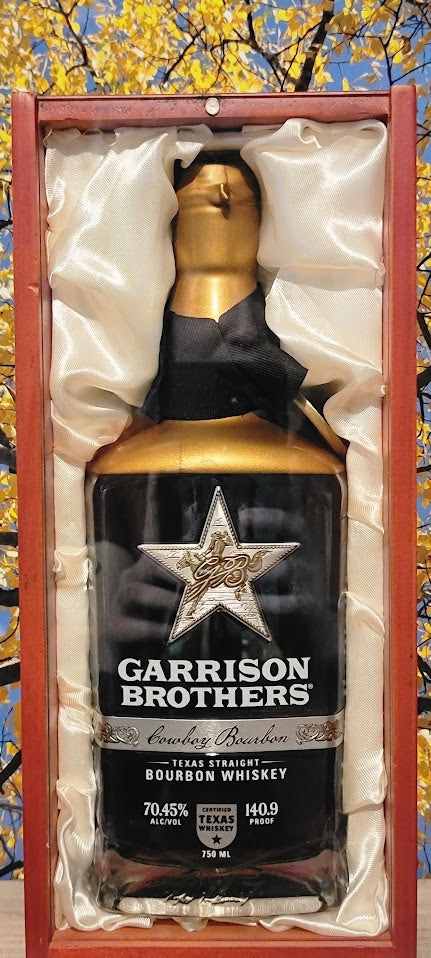 GB
GARRISON
BROTHERS®
Cowboy Bourbon
TEXAS STRAIGHT
BOURBON WHISKEY
70.45%
ALC/VOL
CERTIFIED
TEXAS
WHISKEY
140.9
PROOF
750 ML